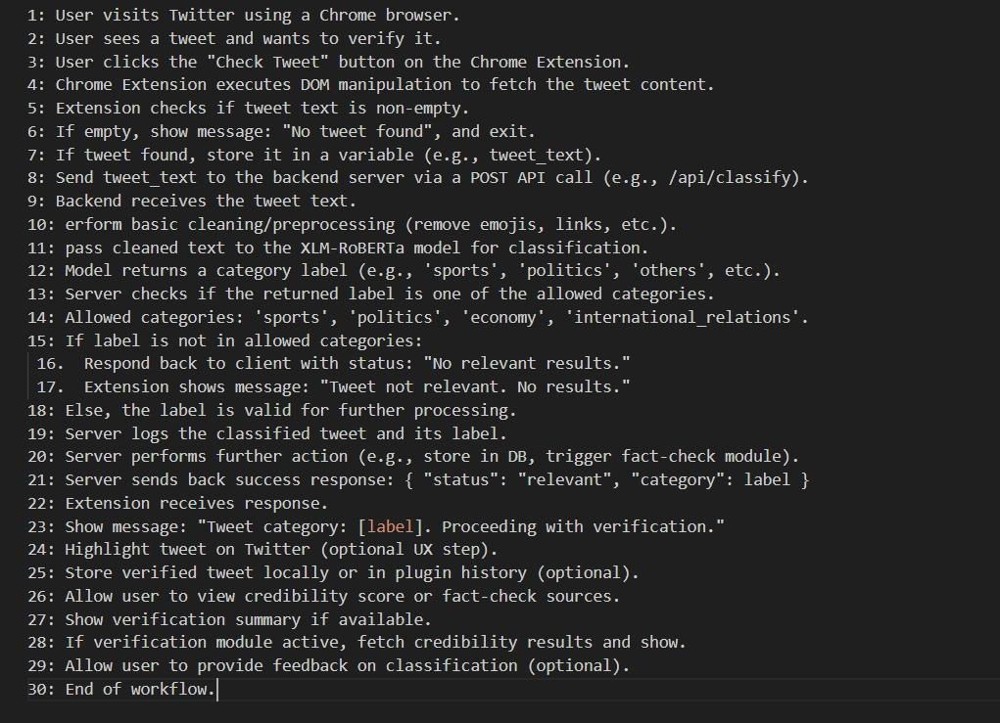 1: User visits Twitter using a Chrome browser.
2: User sees a tweet and wants to verify it.
3: User clicks the "Check Tweet" button on the Chrome Extension.
4: Chrome Extension executes DOM manipulation to fetch the tweet content.
5: Extension checks if tweet text is non-empty.
6: If empty, show message: "No tweet found", and exit.
7: If tweet found, store it in a variable (e.g., tweet_text).
8: Send tweet_text to the backend server via a POST API call (e.g., /api/classify).
9: Backend receives the tweet text.
10: erform basic cleaning/preprocessing (remove emojis, links, etc.).
11: pass cleaned text to the XLM-RoBERTa model for classification.
12: Model returns a category label (e.g., 'sports', 'politics', 'others', etc.).
13: Server checks if the returned label is one of the allowed categories.
14: Allowed categories: 'sports', 'politics', 'economy', 'international_relations'.
15: If label is not in allowed categories:
16.  Respond back to client with status: "No relevant results."
17.  Extension shows message: "Tweet not relevant. No results."
18: Else, the label is valid for further processing.
19: Server logs the classified tweet and its label.
20: Server performs further action (e.g., store in DB, trigger fact-check module).
21: Server sends back success response: { "status": "relevant", "category": label }
22: Extension receives response.
23: Show message: "Tweet category: [label]. Proceeding with verification."
24: Highlight tweet on Twitter (optional UX step).
25: Store verified tweet locally or in plugin history (optional).
26: Allow user to view credibility score or fact-check sources.
27: Show verification summary if available.
28: If verification module active, fetch credibility results and show.
29: Allow user to provide feedback on classification (optional).
30: End of workflow.